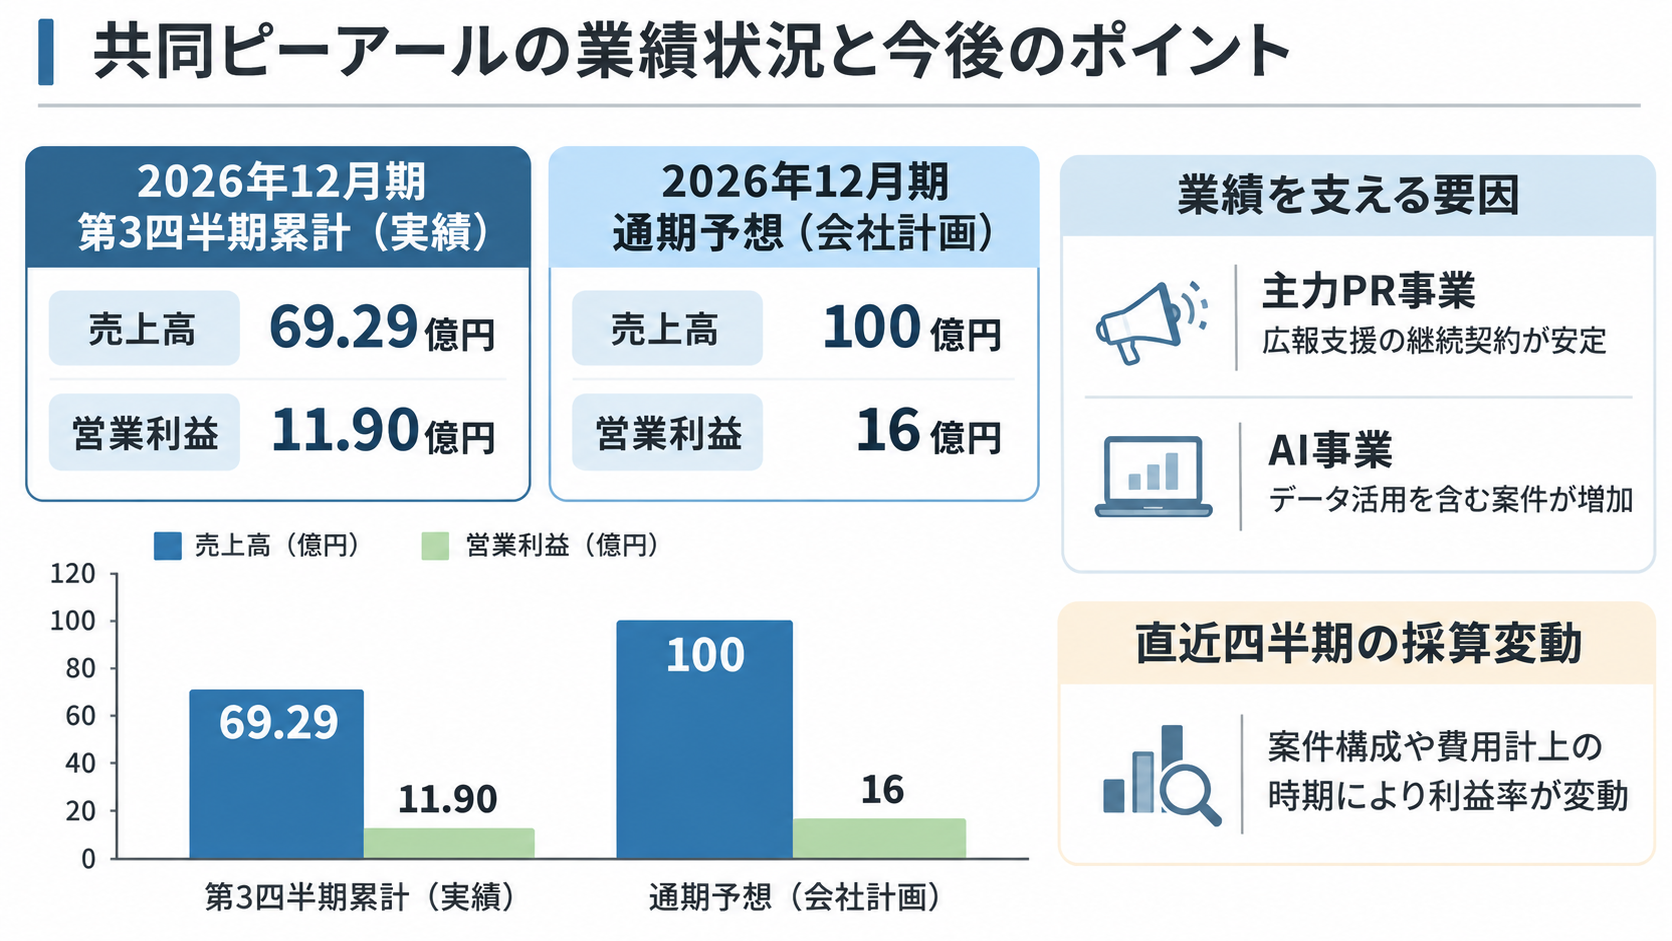 共同ピーアールの業績状況と今後のポイント
2026年12月期
第3四半期累計（実績）
売上高 69.29億円
営業利益 11.90億円
2026年12月期
通期予想（会社計画）
売上高 100億円
営業利益 16億円
業績を支える要因
主力PR事業
広報支援の継続契約が安定
AI事業
データ活用を含む案件が増加
直近四半期の採算変動
案件構成や費用計上の
時期により利益率が変動
売上高（億円） 営業利益（億円）
120
100
80
60
40
20
0
69.29
11.90
100
16
第3四半期累計（実績）
通期予想（会社計画）